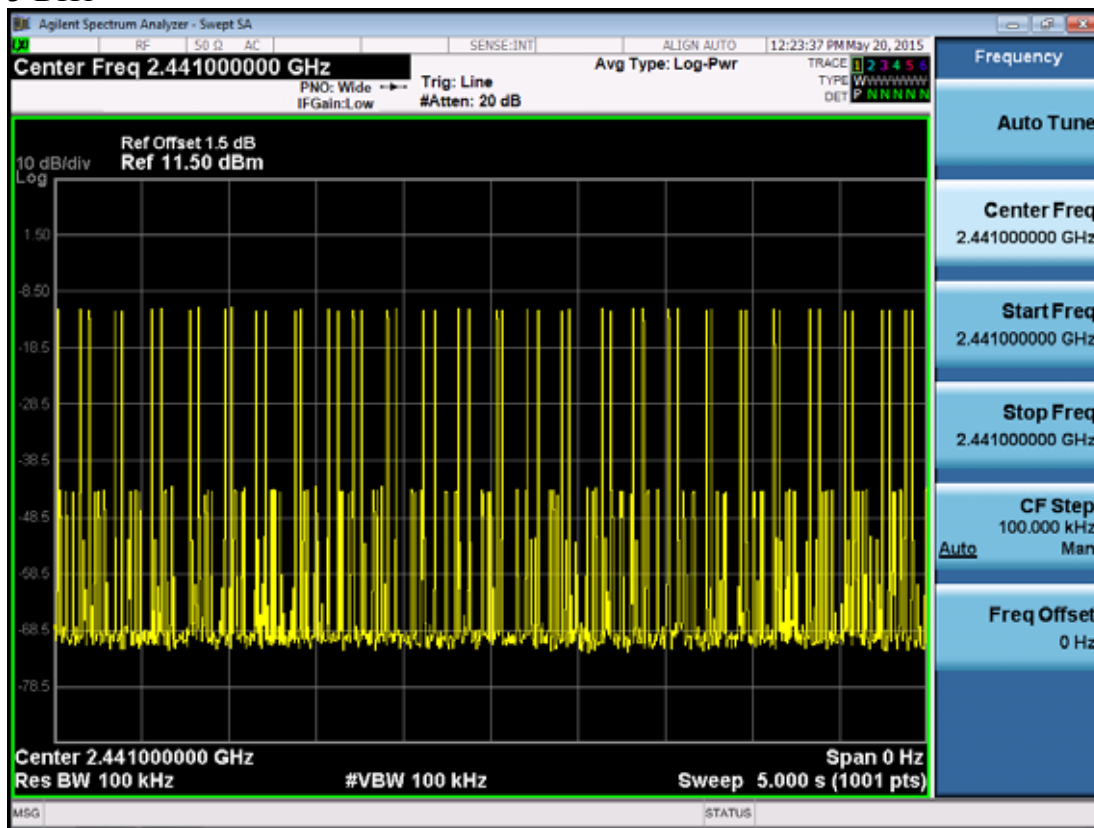 Agilent Spectrum Analyzer - Swept SA
RF 50 Ω AC SENSE:INT ALIGN AUTO 12:23:37 PM May 20, 2015
Center Freq 2.441000000 GHz
PNO: Wide
IFGain:Low
Trig: Line
#Atten: 20 dB
Avg Type: Log-Pwr
TRACE 1 2 3 4 5 6
TYPE W
DET P N N N N N
Ref Offset 1.5 dB
10 dB/div Ref 11.50 dBm
Log
1.50
-8.50
-18.5
-28.5
-38.5
-48.5
-58.5
-68.5
-78.5
Center 2.441000000 GHz Span 0 Hz
Res BW 100 kHz #VBW 100 kHz Sweep 5.000 s (1001 pts)
MSG STATUS
Frequency
Auto Tune
Center Freq
2.441000000 GHz
Start Freq
2.441000000 GHz
Stop Freq
2.441000000 GHz
CF Step
100.000 kHz
Auto Man
Freq Offset
0 Hz